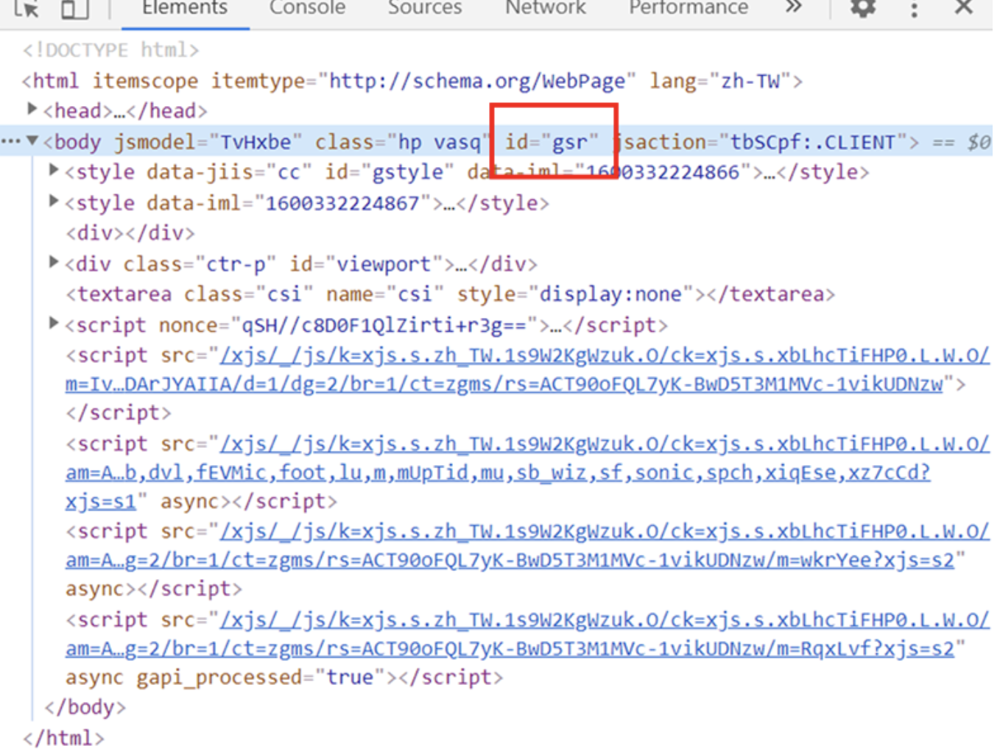 Elements Console Sources Network Performance »
<!DOCTYPE html>
<html itemscope itemtype="http://schema.org/WebPage" lang="zh-TW">
<head>…</head>
<body jsmodel="TvHxbe" class="hp vasq" id="gsr" jsaction="tbSCpf:.CLIENT"> == $0
<style data-jiis="cc" id="gstyle" data-iml="1600332224866">…</style>
<style data-iml="1600332224867">…</style>
<div></div>
<div class="ctr-p" id="viewport">…</div>
<textarea class="csi" name="csi" style="display:none"></textarea>
<script nonce="qSH//c8D0F1QlZirti+r3g==">…</script>
<script src="/xjs/_/js/k=xjs.s.zh_TW.1s9W2KgWzuk.O/ck=xjs.s.xbLhcTiFHP0.L.W.O/
m=Iv…DArJYAIIA/d=1/dg=2/br=1/ct=zgms/rs=ACT90oFQL7yK-BwD5T3M1MVc-1vikUDNzw">
</script>
<script src="/xjs/_/js/k=xjs.s.zh_TW.1s9W2KgWzuk.O/ck=xjs.s.xbLhcTiFHP0.L.W.O/
am=A…b,dvl,fEVMic,foot,lu,m,mUpTid,mu,sb_wiz,sf,sonic,spch,xiqEse,xz7cCd?
xjs=s1" async></script>
<script src="/xjs/_/js/k=xjs.s.zh_TW.1s9W2KgWzuk.O/ck=xjs.s.xbLhcTiFHP0.L.W.O/
am=A…g=2/br=1/ct=zgms/rs=ACT90oFQL7yK-BwD5T3M1MVc-1vikUDNzw/m=wkrYee?xjs=s2"
async></script>
<script src="/xjs/_/js/k=xjs.s.zh_TW.1s9W2KgWzuk.O/ck=xjs.s.xbLhcTiFHP0.L.W.O/
am=A…g=2/br=1/ct=zgms/rs=ACT90oFQL7yK-BwD5T3M1MVc-1vikUDNzw/m=RqxLvf?xjs=s2"
async gapi_processed="true"></script>
</body>
</html>